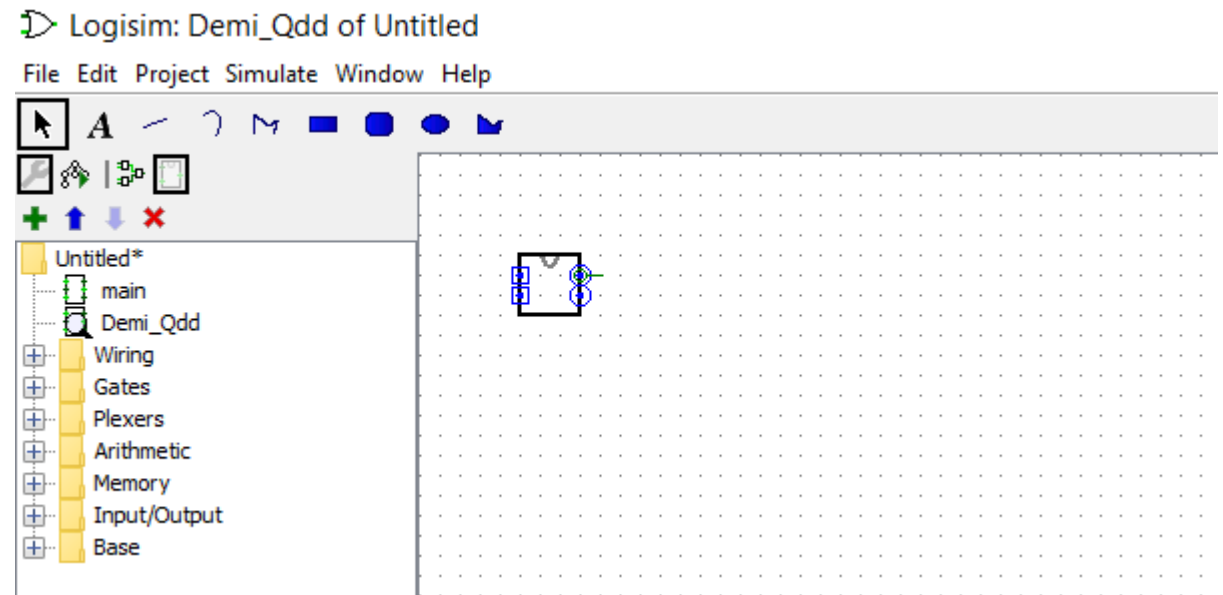 Logisim: Demi_Qdd of Untitled
File Edit Project Simulate Window Help
A
Untitled*
main
Demi_Qdd
Wiring
Gates
Plexers
Arithmetic
Memory
Input/Output
Base